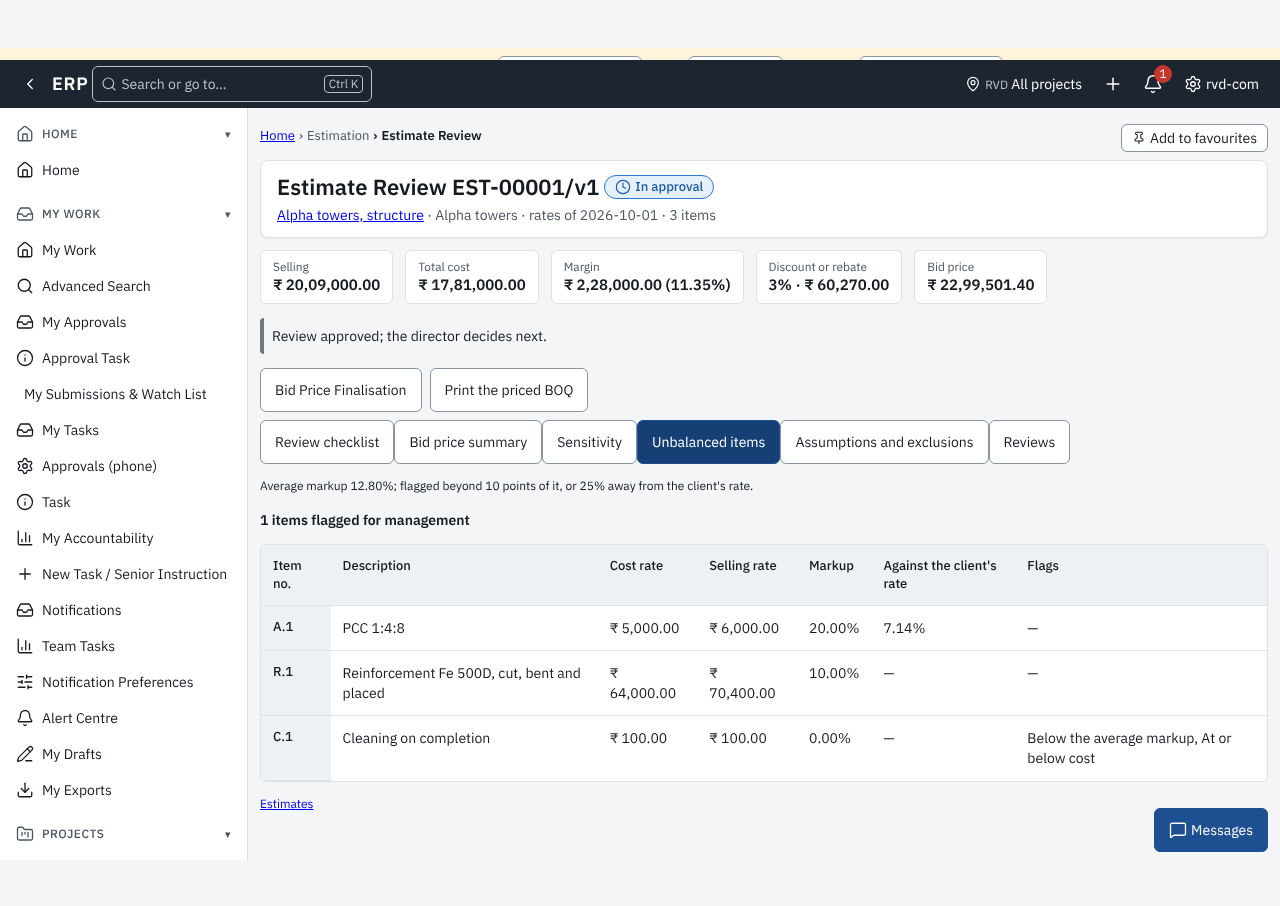 ERP
Search or go to...
Ctrl K
RVD All projects
1
rvd-com
HOME
Home
MY WORK
My Work
Advanced Search
My Approvals
Approval Task
My Submissions & Watch List
My Tasks
Approvals (phone)
Task
My Accountability
New Task / Senior Instruction
Notifications
Team Tasks
Notification Preferences
Alert Centre
My Drafts
My Exports
PROJECTS
Home › Estimation › Estimate Review
Add to favourites
Estimate Review EST-00001/v1
In approval
Alpha towers, structure · Alpha towers · rates of 2026-10-01 · 3 items
Selling
₹ 20,09,000.00
Total cost
₹ 17,81,000.00
Margin
₹ 2,28,000.00 (11.35%)
Discount or rebate
3% · ₹ 60,270.00
Bid price
₹ 22,99,501.40
Review approved; the director decides next.
Bid Price Finalisation
Print the priced BOQ
Review checklist
Bid price summary
Sensitivity
Unbalanced items
Assumptions and exclusions
Reviews
Average markup 12.80%; flagged beyond 10 points of it, or 25% away from the client's rate.
1 items flagged for management
Item no.
Description
Cost rate
Selling rate
Markup
Against the client's rate
Flags
A.1
PCC 1:4:8
₹ 5,000.00
₹ 6,000.00
20.00%
7.14%
—
R.1
Reinforcement Fe 500D, cut, bent and placed
₹ 64,000.00
₹ 70,400.00
10.00%
—
—
C.1
Cleaning on completion
₹ 100.00
₹ 100.00
0.00%
—
Below the average markup, At or below cost
Estimates
Messages